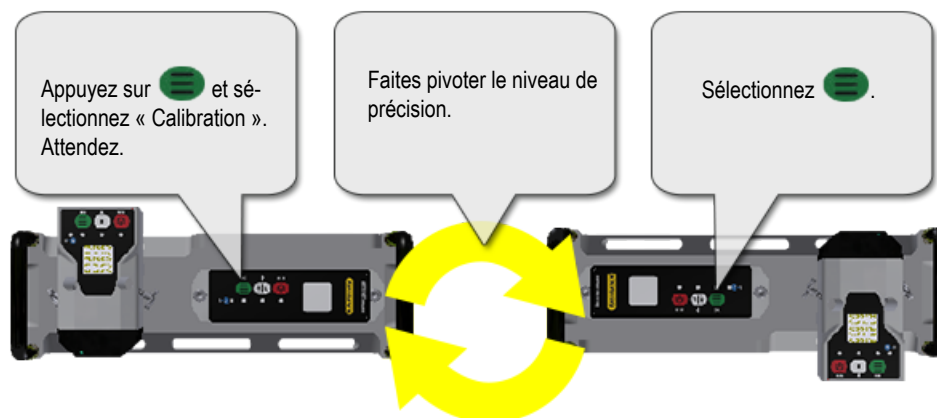 Appuyez sur et sé-
lectionnez « Calibration ».
Attendez.
Faites pivoter le niveau de
précision.
Sélectionnez .